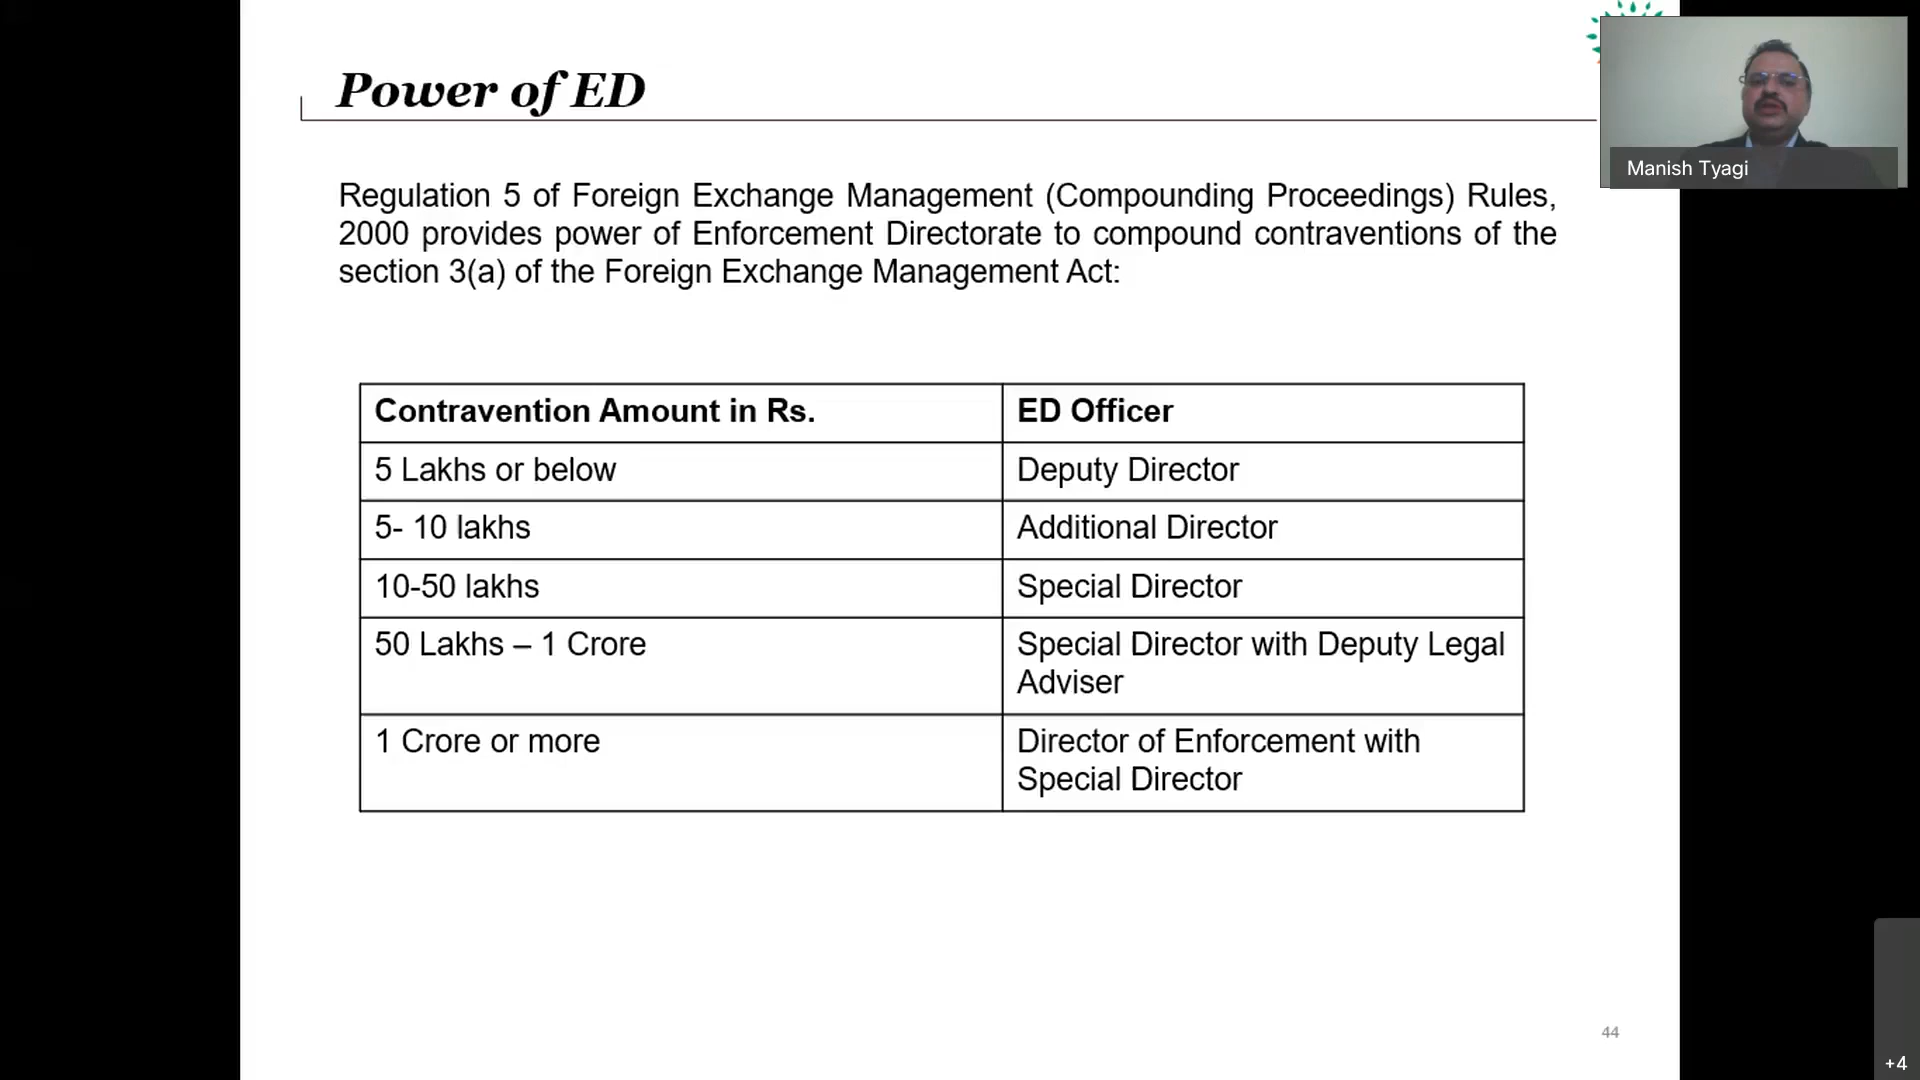 Power of ED
Manish Tyagi
Regulation 5 of Foreign Exchange Management (Compounding Proceedings) Rules,
2000 provides power of Enforcement Directorate to compound contraventions of the
section 3(a) of the Foreign Exchange Management Act:
Contravention Amount in Rs.
ED Officer
5 Lakhs or below
Deputy Director
5- 10 lakhs
Additional Director
10-50 lakhs
Special Director
50 Lakhs – 1 Crore
Special Director with Deputy Legal
Adviser
1 Crore or more
Director of Enforcement with
Special Director
44
+4